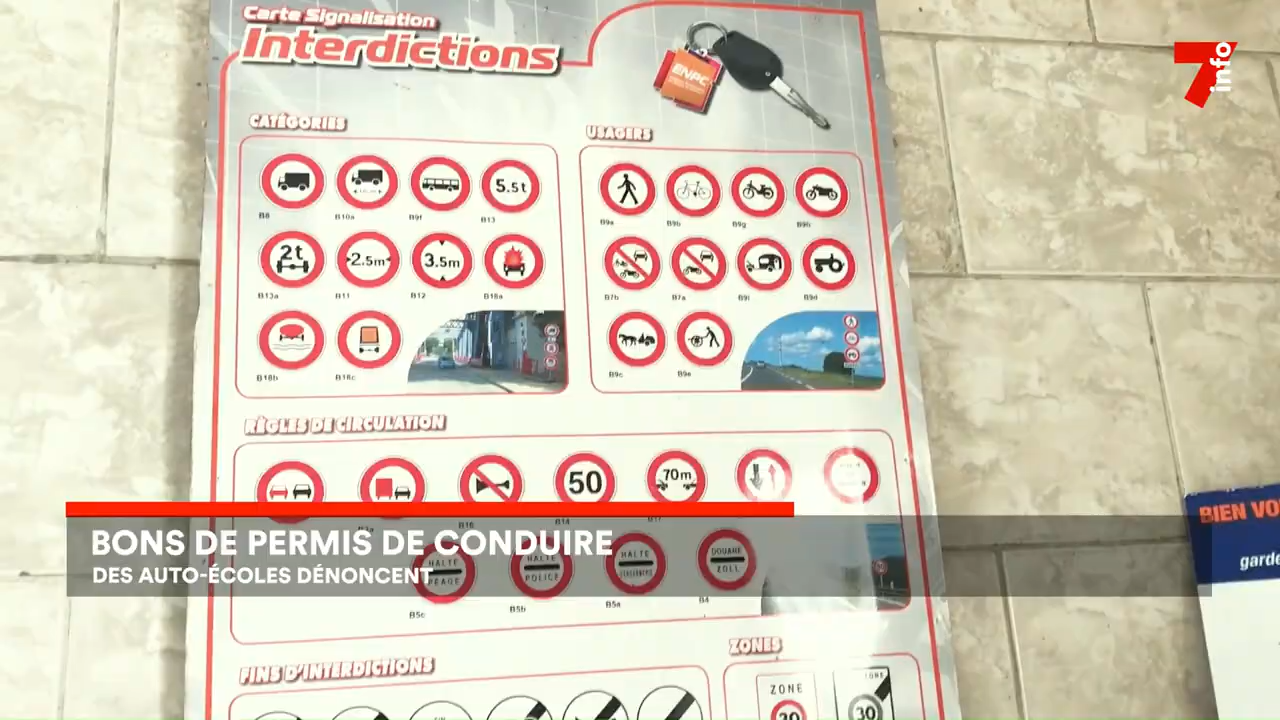 Carte Signalisation
Interdictions
ENPC
7 info
CATÉGORIES
USAGERS
5.5t
B8
B10a
B9f
B13
B9a
B9b
B9g
B9h
2t
2.5m
3.5m
B13a
B11
B12
B18a
B7b
B7a
B9i
B9d
B18b
B18c
B9c
B9e
RÈGLES DE CIRCULATION
50
70m
B16
B14
B17
BONS DE PERMIS DE CONDUIRE
DES AUTO-ÉCOLES DÉNONCENT
HALTE
PEAGE
HALTE
POLICE
HALTE
GENDARMERIE
DOUANE
ZOLL
B5c
B5b
B5a
B4
BIEN VO
garde
FINS D'INTERDICTIONS
ZONES
ZONE
30
ZONE
30